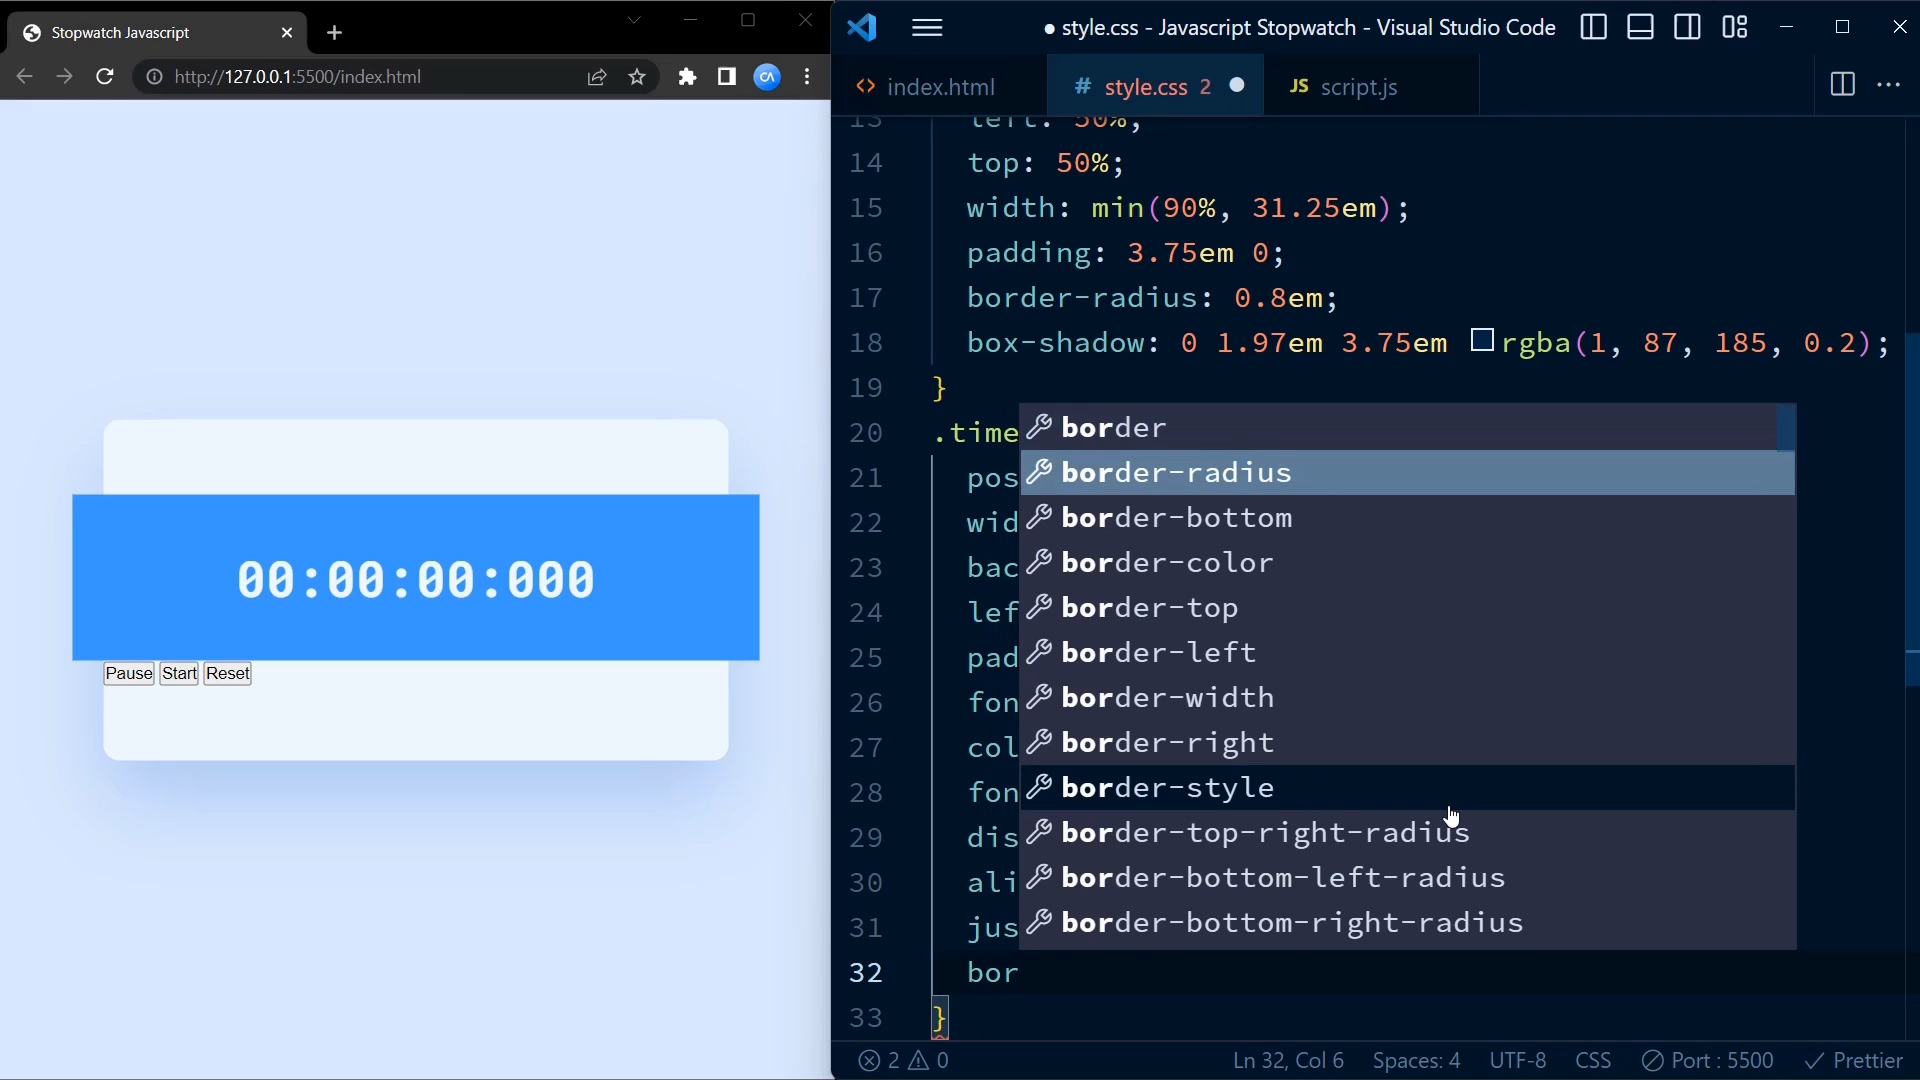 Stopwatch Javascript
http://127.0.0.1:5500/index.html
CA
00:00:00:000
Pause Start Reset
● style.css - Javascript Stopwatch - Visual Studio Code
<> index.html
# style.css 2
JS script.js
13 left: 50%;
14 top: 50%;
15 width: min(90%, 31.25em);
16 padding: 3.75em 0;
17 border-radius: 0.8em;
18 box-shadow: 0 1.97em 3.75em rgba(1, 87, 185, 0.2);
19 }
20 .time border
21 pos border-radius
22 wid border-bottom
23 bac border-color
24 lef border-top
25 pad border-left
26 fon border-width
27 col border-right
28 fon border-style
29 dis border-top-right-radius
30 ali border-bottom-left-radius
31 jus border-bottom-right-radius
32 bor
33 }
2 0 Ln 32, Col 6 Spaces: 4 UTF-8 CSS Port : 5500 Prettier